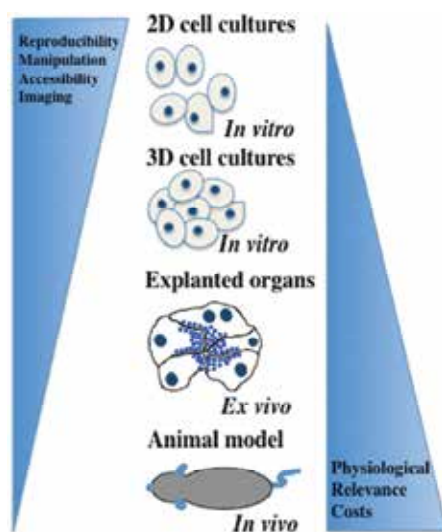 2D cell cultures
Reproducibility
Manipulation
Accessibility
Imaging
In vitro
3D cell cultures
In vitro
Explanted organs
Ex vivo
Animal model
Physiological
Relevance
Costs
In vivo